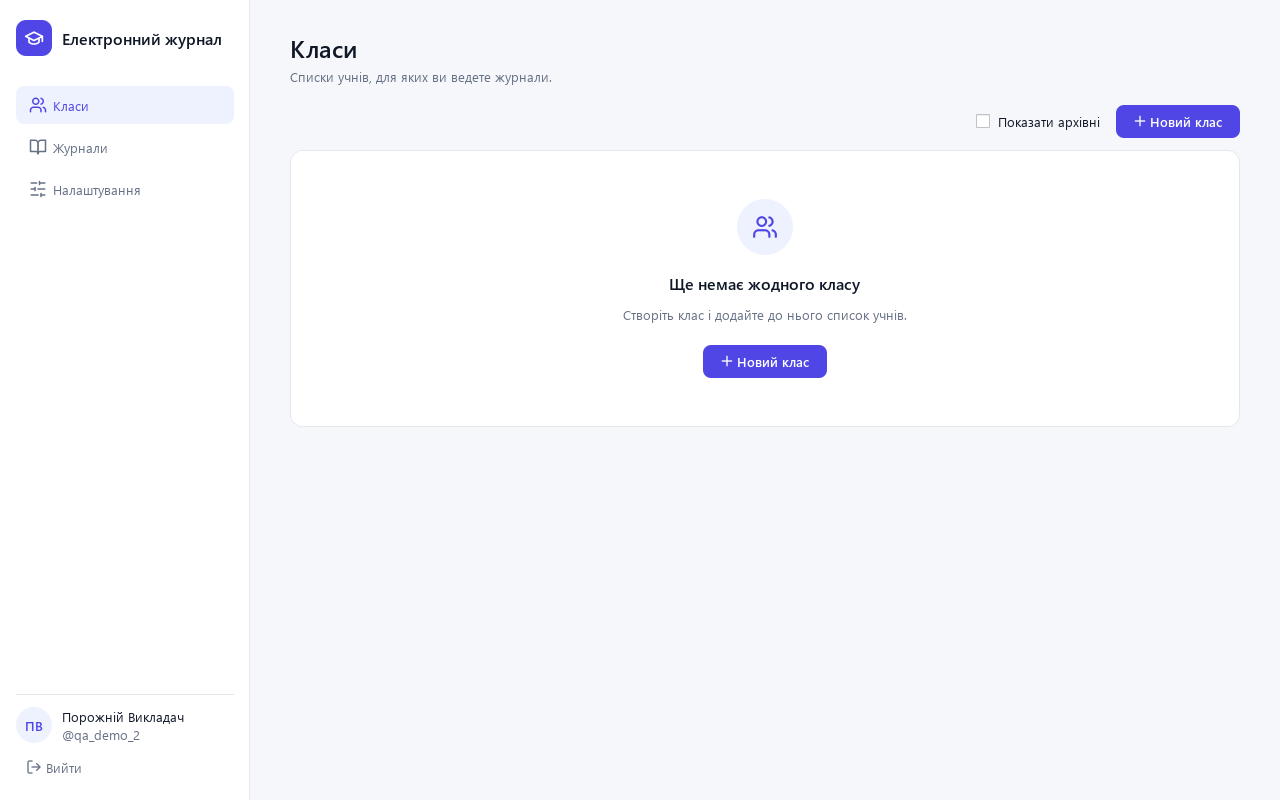 Електронний журнал
Класи
Журнали
Налаштування
Порожній Викладач
ПВ
@qa_demo_2
Вийти
Класи
Списки учнів, для яких ви ведете журнали.
Показати архівні
Новий клас
Ще немає жодного класу
Створіть клас і додайте до нього список учнів.
Новий клас